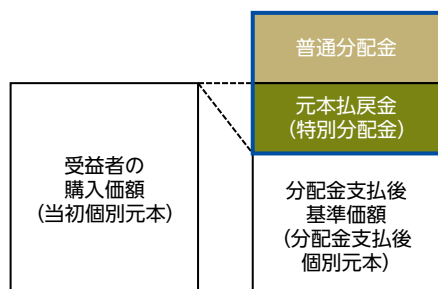 普通分配金
元本払戻金
(特別分配金)
受益者の
購入価額
(当初個別元本)
分配金支払後
基準価額
(分配金支払後
個別元本)